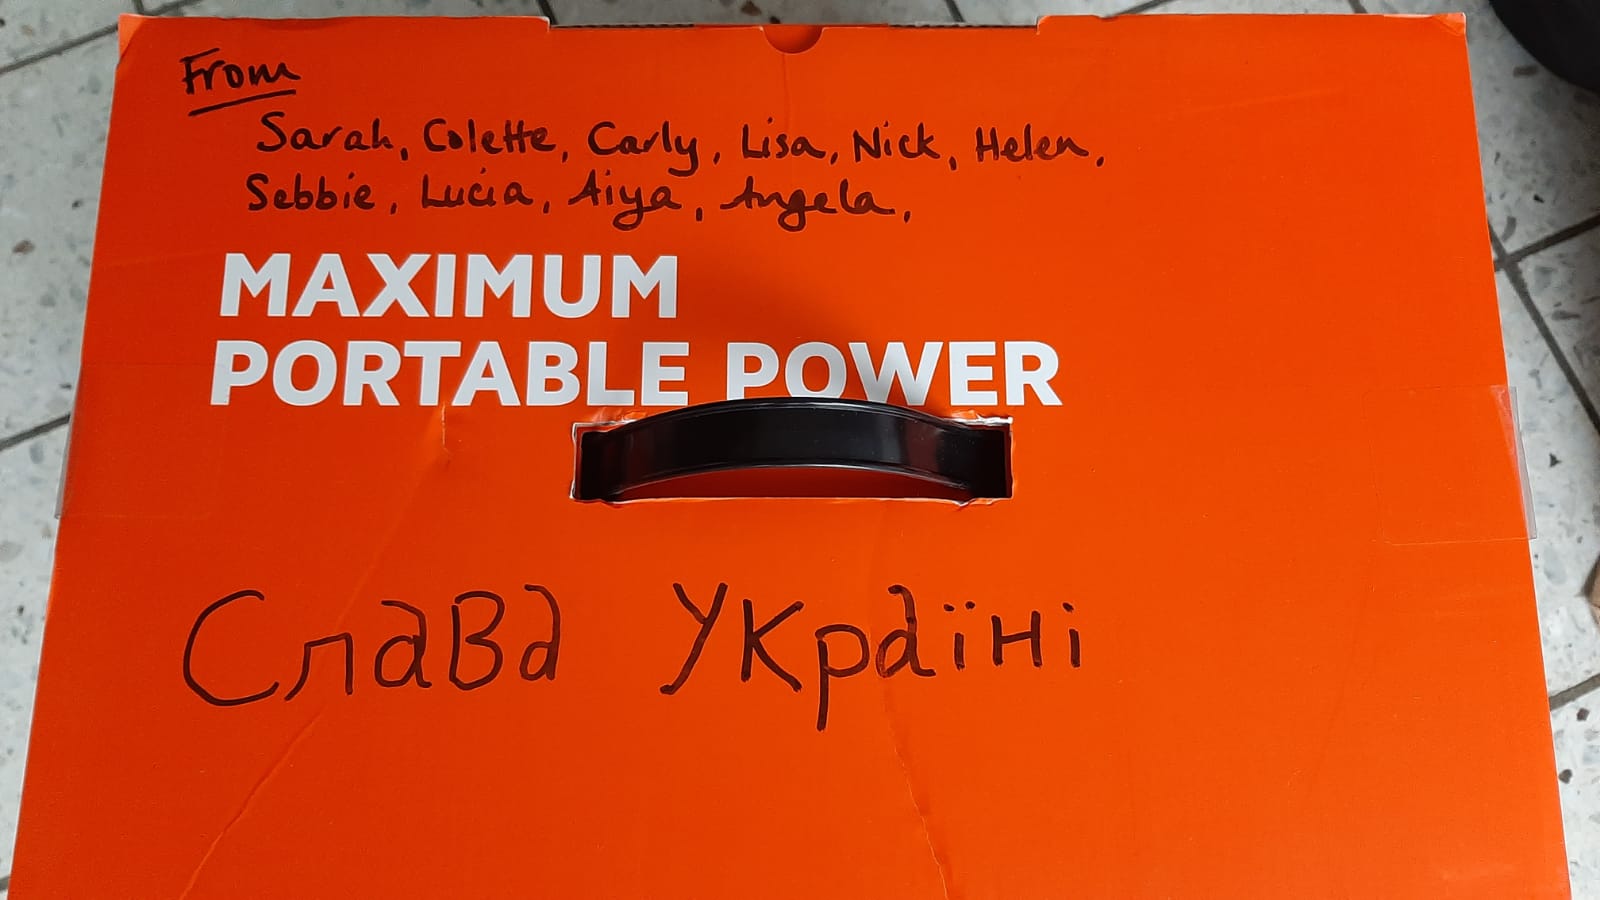 From
Sarah, Colette, Carly, Lisa, Nick, Helen,
Sebbie, Lucia, Aiya, Angela,
MAXIMUM
PORTABLE POWER
Слава Україні